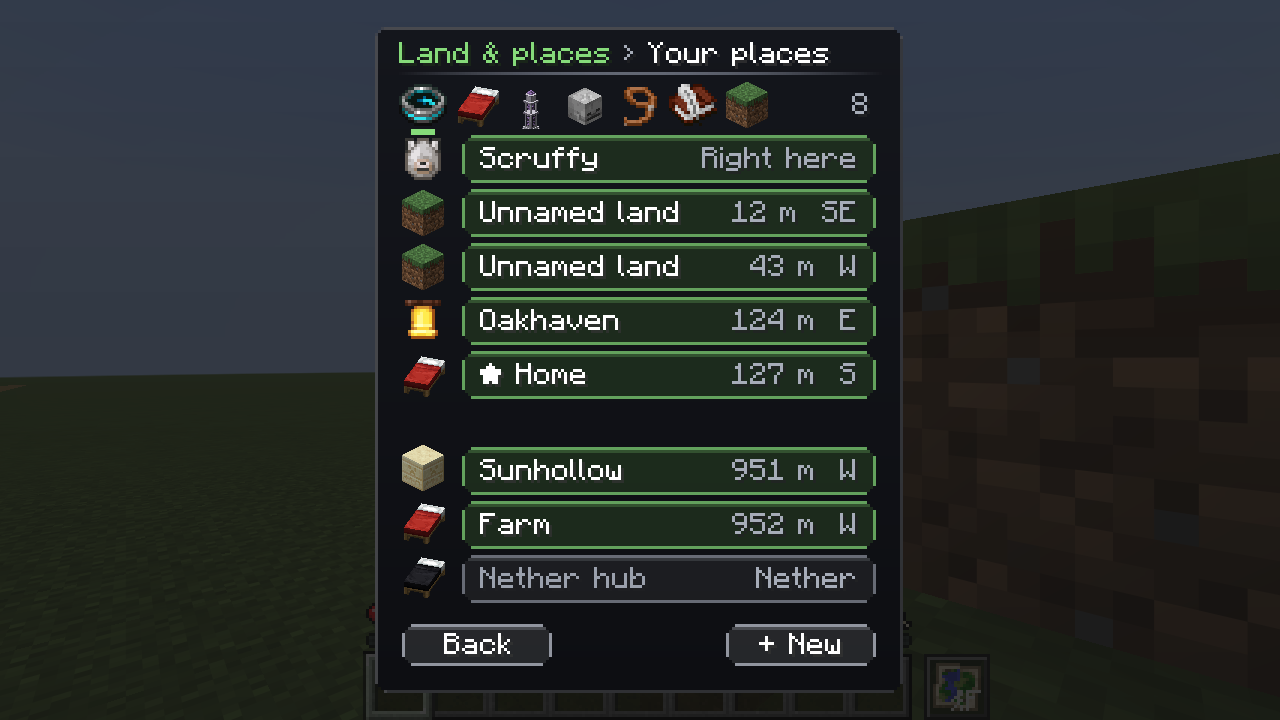 Land & places > Your places
8
Scruffy Right here
Unnamed land 12 m SE
Unnamed land 43 m W
Oakhaven 124 m E
★ Home 127 m S
Sunhollow 951 m W
Farm 952 m W
Nether hub Nether
Back + New